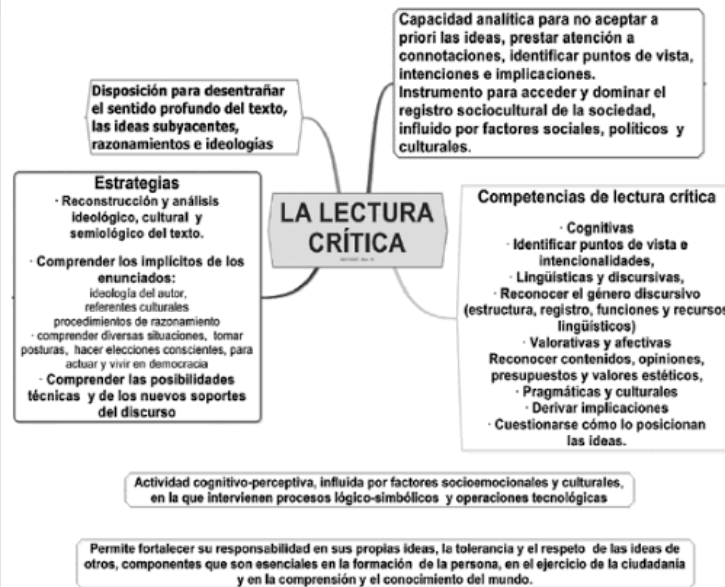 Capacidad analítica para no aceptar a
priori las ideas, prestar atención a
connotaciones, identificar puntos de vista,
intenciones e implicaciones.
Instrumento para acceder y dominar el
registro sociocultural de la sociedad,
influido por factores sociales, políticos y
culturales.
Disposición para desentrañar
el sentido profundo del texto,
las ideas subyacentes,
razonamientos e ideologías
LA LECTURA
CRÍTICA
Estrategias
· Reconstrucción y análisis
ideológico, cultural y
semiológico del texto.
· Comprender los implícitos de los
enunciados:
ideología del autor,
referentes culturales
procedimientos de razonamiento
· comprender diversas situaciones, tomar
posturas, hacer elecciones conscientes, para
actuar y vivir en democracia
· Comprender las posibilidades
técnicas y de los nuevos soportes
del discurso
Competencias de lectura crítica
· Cognitivas
· Identificar puntos de vista e
intencionalidades,
· Lingüísticas y discursivas,
· Reconocer el género discursivo
(estructura, registro, funciones y recursos
lingüísticos)
· Valorativas y afectivas
Reconocer contenidos, opiniones,
presupuestos y valores estéticos,
· Pragmáticas y culturales
· Derivar implicaciones
· Cuestionarse cómo lo posicionan
las ideas.
Actividad cognitivo-perceptiva, influida por factores socioemocionales y culturales,
en la que intervienen procesos lógico-simbólicos y operaciones tecnológicas
Permite fortalecer su responsabilidad en sus propias ideas, la tolerancia y el respeto de las ideas de
otros, componentes que son esenciales en la formación de la persona, en el ejercicio de la ciudadanía
y en la comprensión y el conocimiento del mundo.